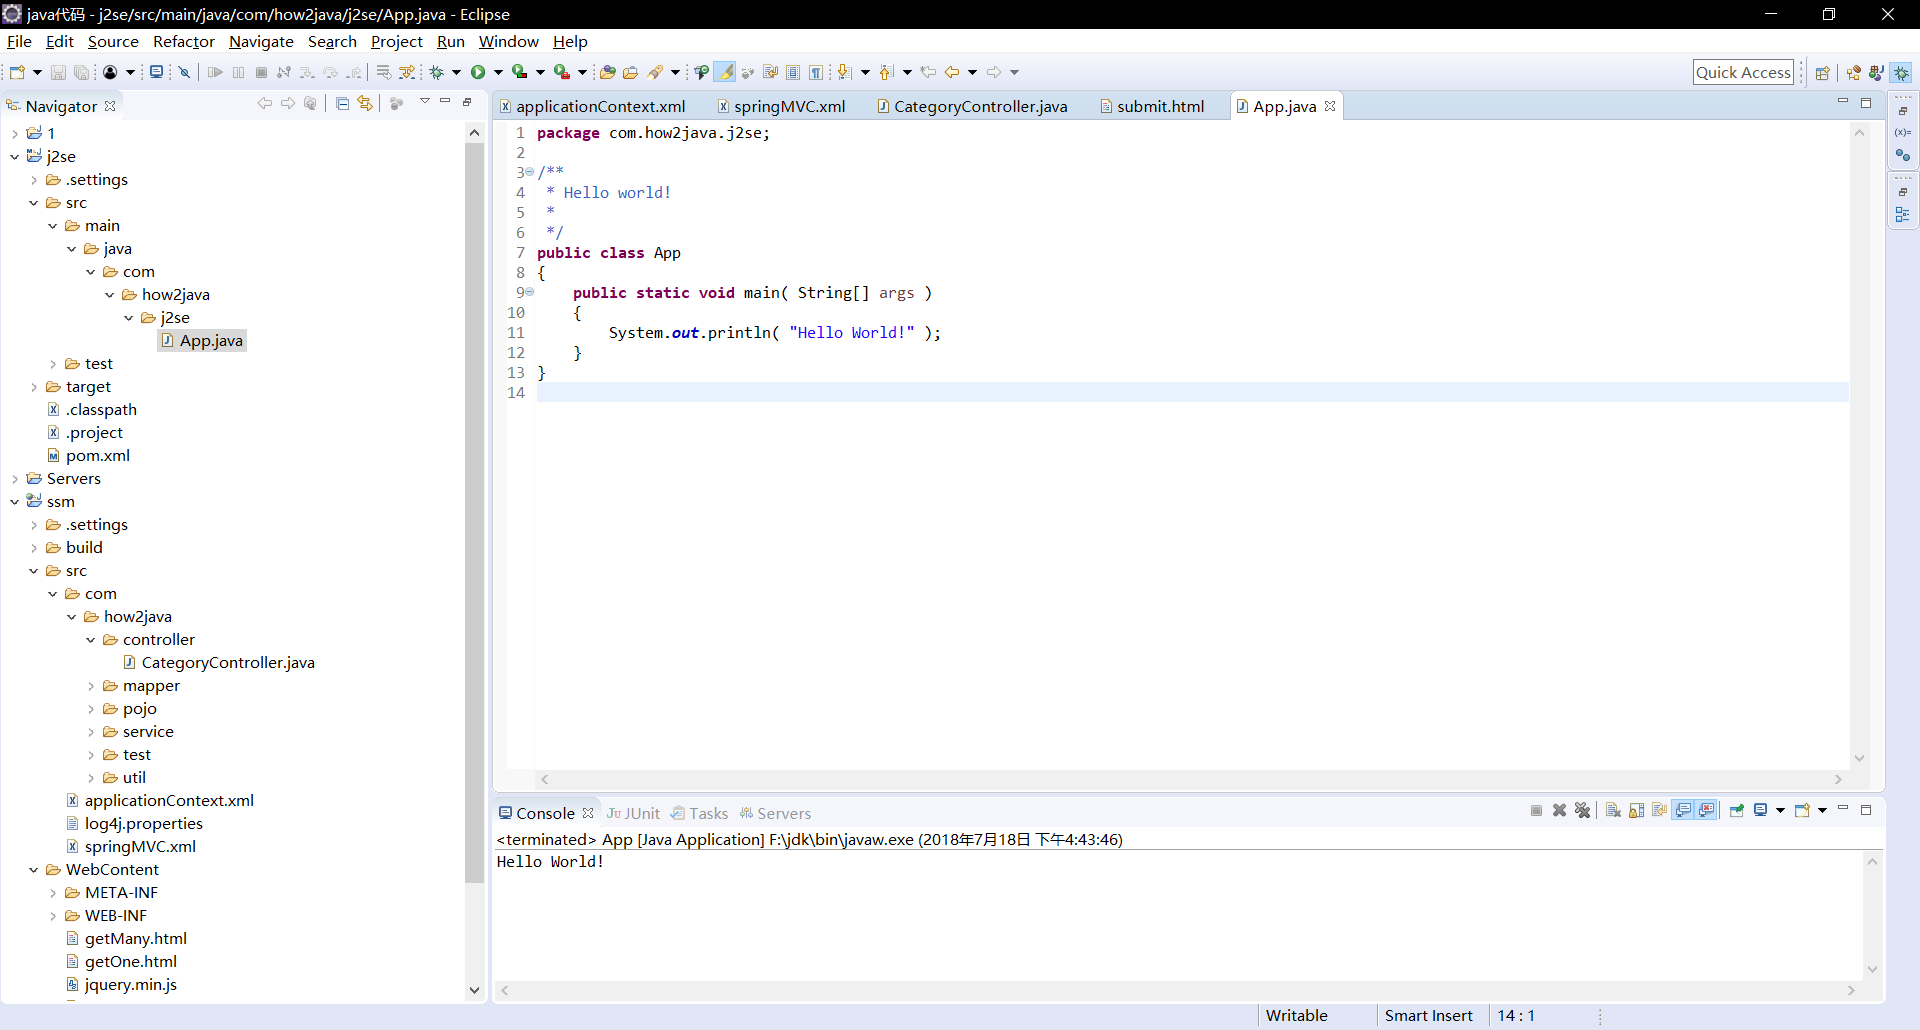 java代码 - j2se/src/main/java/com/how2java/j2se/App.java - Eclipse
File Edit Source Refactor Navigate Search Project Run Window Help
Quick Access
Navigator
1
j2se
.settings
src
main
java
com
how2java
j2se
App.java
test
target
.classpath
.project
pom.xml
Servers
ssm
.settings
build
src
com
how2java
controller
CategoryController.java
mapper
pojo
service
test
util
applicationContext.xml
log4j.properties
springMVC.xml
WebContent
META-INF
WEB-INF
getMany.html
getOne.html
jquery.min.js
applicationContext.xml springMVC.xml CategoryController.java submit.html App.java
1 package com.how2java.j2se;
2
3 /**
4 * Hello world!
5 *
6 */
7 public class App
8 {
9 public static void main( String[] args )
10 {
11 System.out.println( "Hello World!" );
12 }
13 }
14
Console JUnit Tasks Servers
<terminated> App [Java Application] F:\jdk\bin\javaw.exe (2018年7月18日 下午4:43:46)
Hello World!
Writable Smart Insert 14 : 1